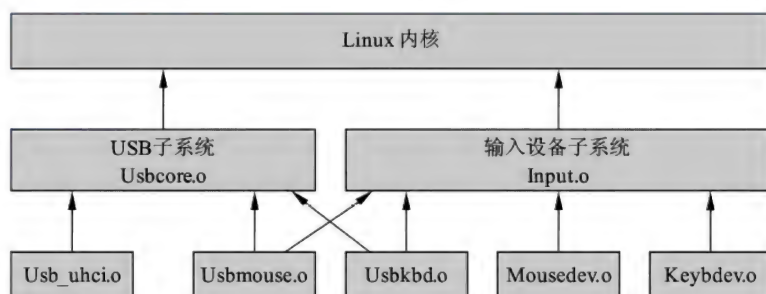 Linux 内核
USB子系统
Usbcore.o
输入设备子系统
Input.o
Usb_uhci.o
Usbmouse.o
Usbkbd.o
Mousedev.o
Keybdev.o